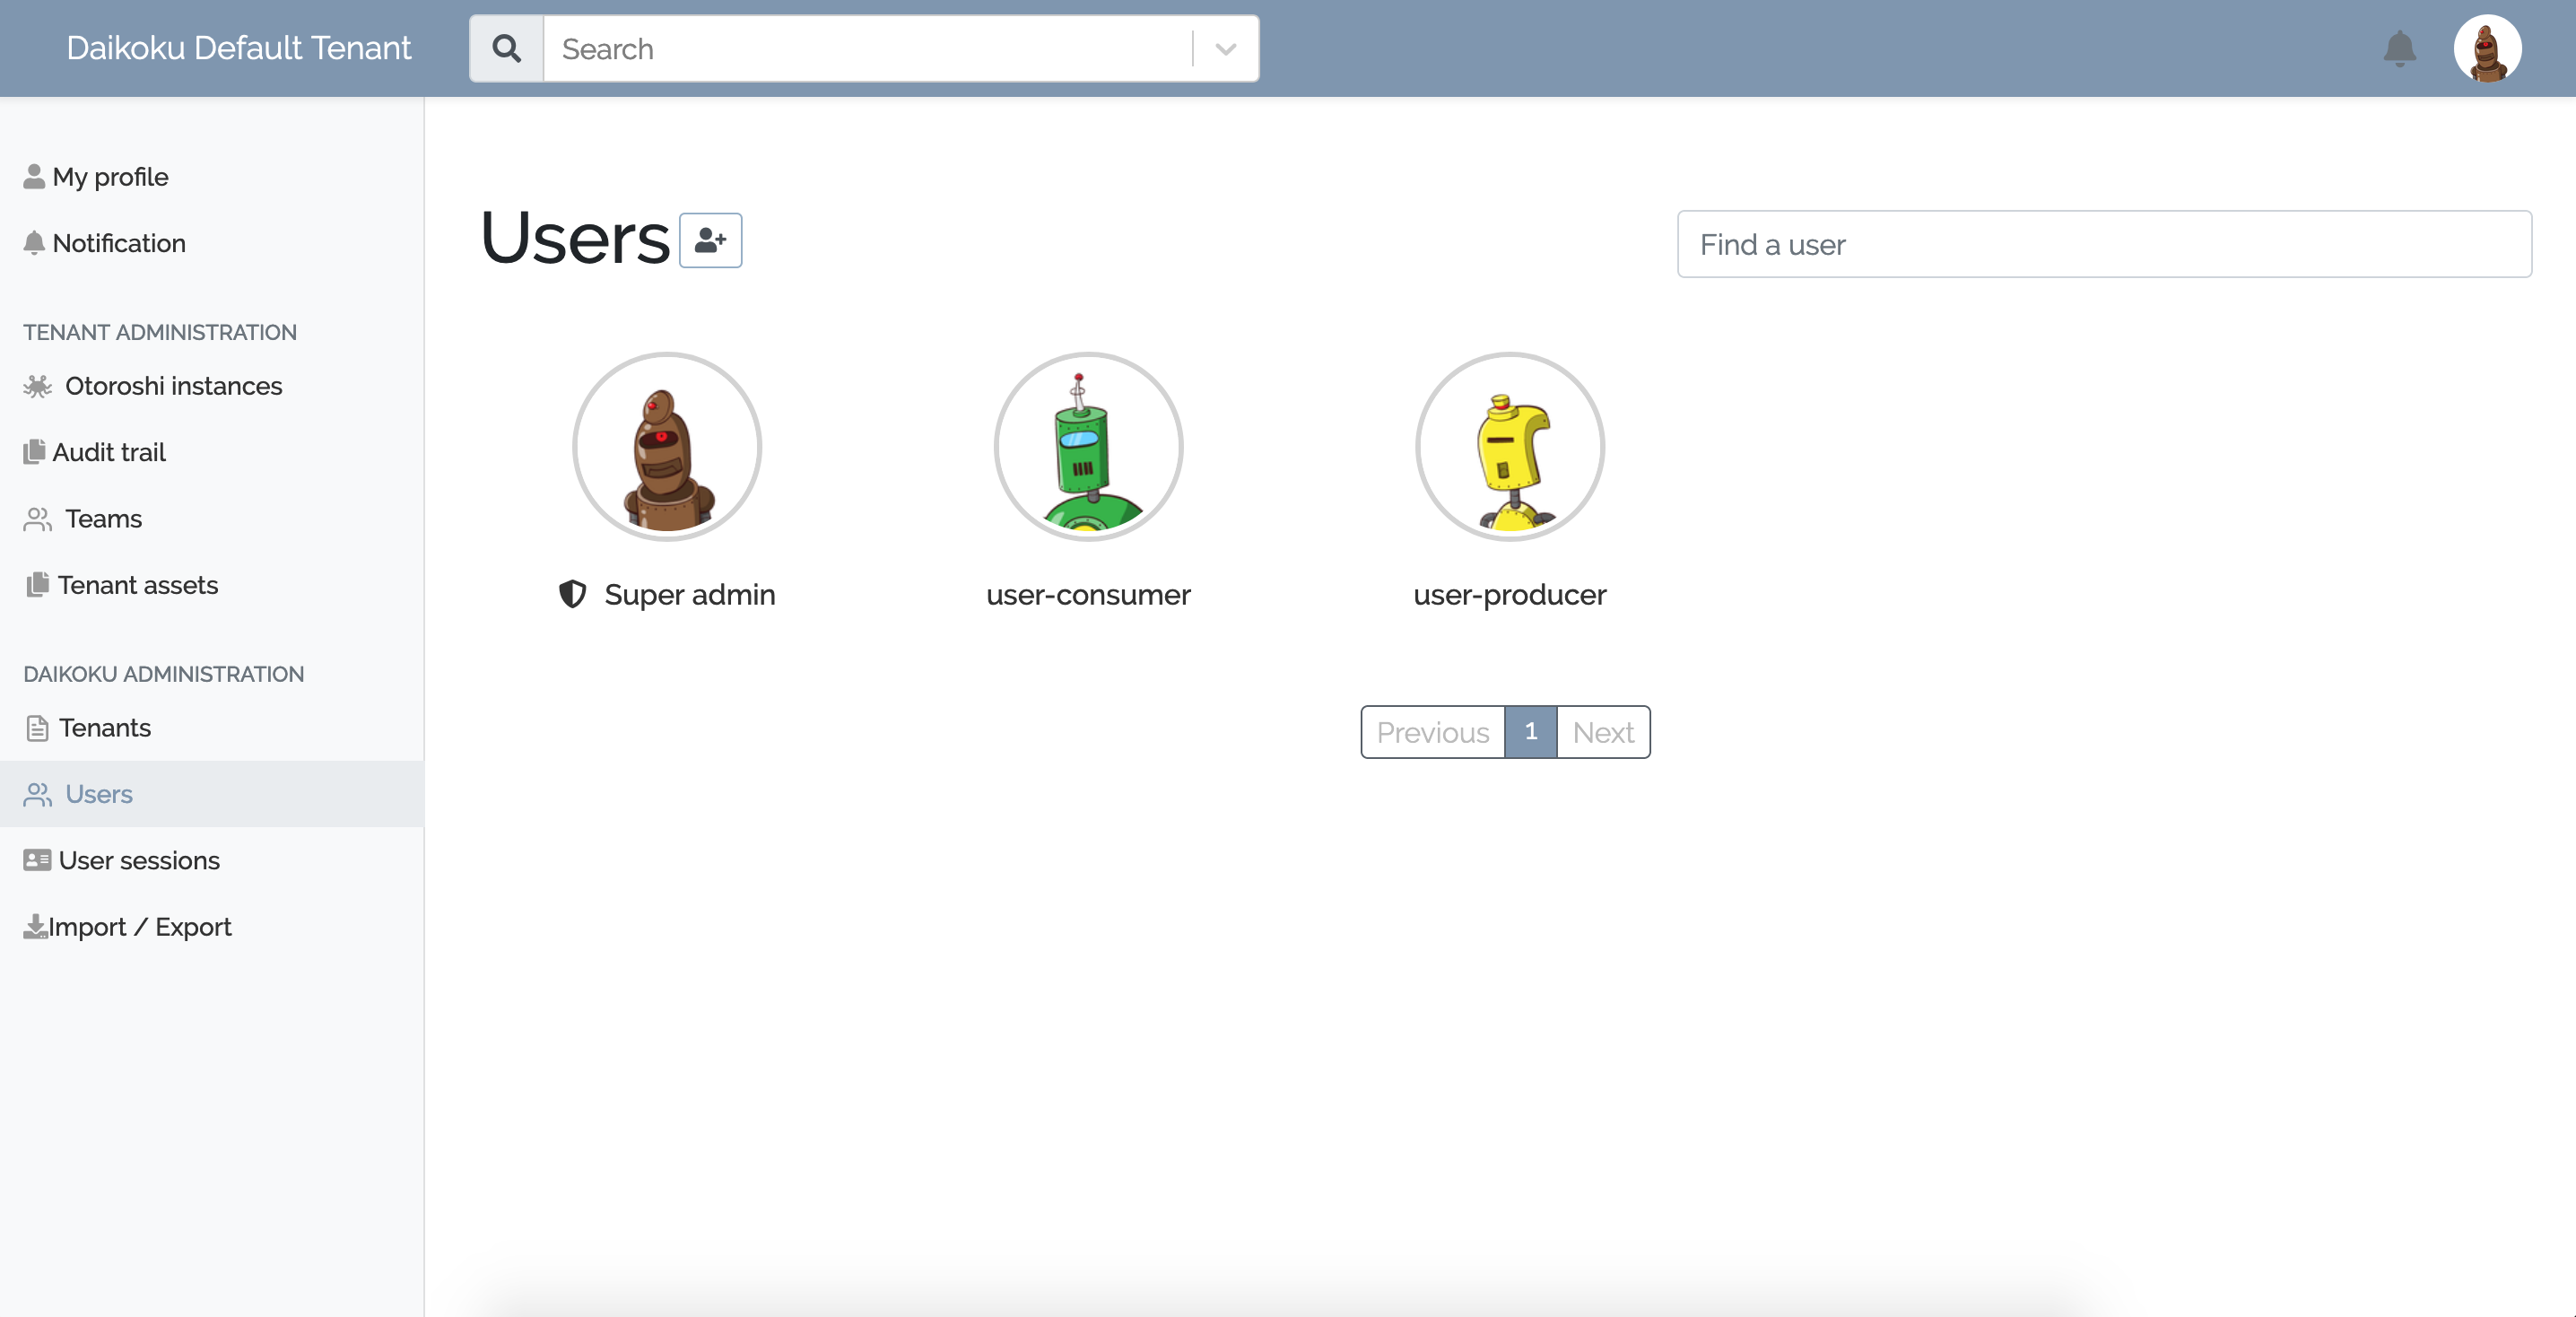 Daikoku Default Tenant
Search
My profile
Notification
TENANT ADMINISTRATION
Otoroshi instances
Audit trail
Teams
Tenant assets
DAIKOKU ADMINISTRATION
Tenants
Users
User sessions
Import / Export
Users
Find a user
Super admin
user-consumer
user-producer
Previous 1 Next